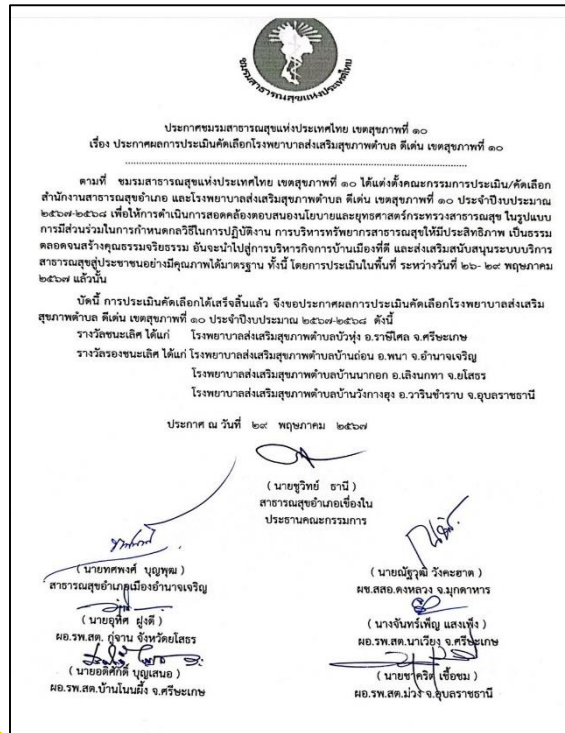 ชมรมสาธารณสุขแห่งประเทศไทย
ประกาศชมรมสาธารณสุขแห่งประเทศไทย เขตสุขภาพที่ ๑๐
เรื่อง ประกาศผลการประเมินคัดเลือกโรงพยาบาลส่งเสริมสุขภาพตำบล ดีเด่น เขตสุขภาพที่ ๑๐
ตามที่ ชมรมสาธารณสุขแห่งประเทศไทย เขตสุขภาพที่ ๑๐ ได้แต่งตั้งคณะกรรมการประเมิน/คัดเลือก
สำนักงานสาธารณสุขอำเภอ และโรงพยาบาลส่งเสริมสุขภาพตำบล ดีเด่น เขตสุขภาพที่ ๑๐ ประจำปีงบประมาณ
๒๕๖๗-๒๕๖๘ เพื่อให้การดำเนินการสอดคล้องตอบสนองนโยบายและยุทธศาสตร์กระทรวงสาธารณสุข ในรูปแบบ
การมีส่วนร่วมในการกำหนดกลวิธีในการปฏิบัติงาน การบริหารทรัพยากรสาธารณสุขให้มีประสิทธิภาพ เป็นธรรม
ตลอดจนสร้างคุณธรรมจริยธรรม อันจะนำไปสู่การบริหารกิจการบ้านเมืองที่ดี และส่งเสริมสนับสนุนระบบบริการ
สาธารณสุขสู่ประชาชนอย่างมีคุณภาพได้มาตรฐาน ทั้งนี้ โดยการประเมินในพื้นที่ ระหว่างวันที่ ๒๖- ๒๙ พฤษภาคม
๒๕๖๗ แล้วนั้น
บัดนี้ การประเมินคัดเลือกได้เสร็จสิ้นแล้ว จึงขอประกาศผลการประเมินคัดเลือกโรงพยาบาลส่งเสริม
สุขภาพตำบล ดีเด่น เขตสุขภาพที่ ๑๐ ประจำปีงบประมาณ ๒๕๖๗-๒๕๖๘ ดังนี้
รางวัลชนะเลิศ ได้แก่ โรงพยาบาลส่งเสริมสุขภาพตำบลบัวหุ่ง อ.ราษีไศล จ.ศรีษะเกษ
รางวัลรองชนะเลิศ ได้แก่ โรงพยาบาลส่งเสริมสุขภาพตำบลบ้านถ่อน อ.พนา จ.อำนาจเจริญ
โรงพยาบาลส่งเสริมสุขภาพตำบลบ้านนากอก อ.เลิงนกทา จ.ยโสธร
โรงพยาบาลส่งเสริมสุขภาพตำบลบ้านวังกางฮุง อ.วารินชำราบ จ.อุบลราชธานี
ประกาศ ณ วันที่ ๒๙ พฤษภาคม ๒๕๖๗
( นายชูวิทย์ ธานี )
สาธารณสุขอำเภอเขื่องใน
ประธานคณะกรรมการ
( นายทศพงศ์ บุญพุฒ )
สาธารณสุขอำเภอเมืองอำนาจเจริญ
( นายอุทิศ ฝูงดี )
ผอ.รพ.สต. กู่จาน จังหวัดยโสธร
( นายอดิศักดิ์ บุญเสนอ )
ผอ.รพ.สต.บ้านโนนผึ้ง จ.ศรีษะเกษ
( นายณัฐวุฒิ วังคะฮาต )
ผช.สสอ.ดงหลวง จ.มุกดาหาร
( นางจันทร์เพ็ญ แสงเพ็ง )
ผอ.รพ.สต.นาเวียง จ.ศรีษะเกษ
( นายชาคริต เชื้อชม )
ผอ.รพ.สต.ม่วง จ.อุบลราชธานี